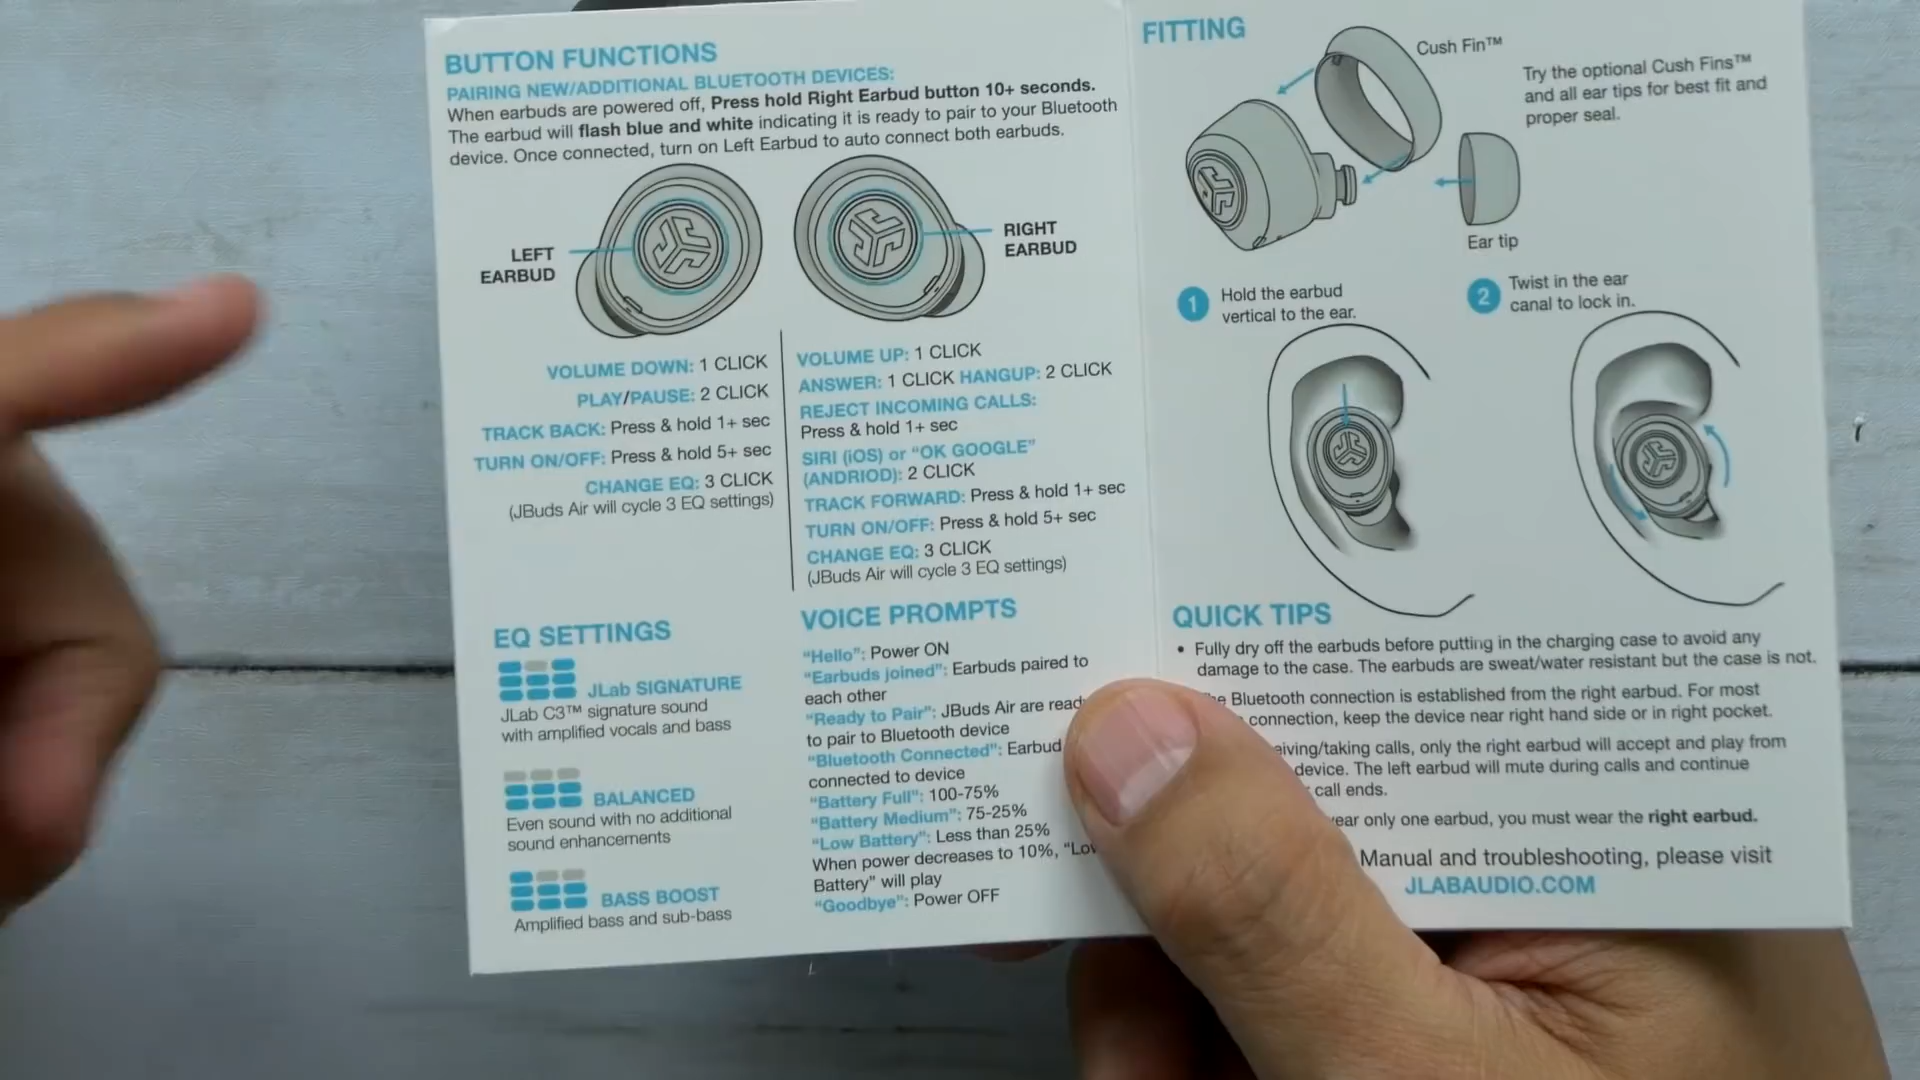 BUTTON FUNCTIONS
PAIRING NEW/ADDITIONAL BLUETOOTH DEVICES:
When earbuds are powered off, Press hold Right Earbud button 10+ seconds.
The earbud will flash blue and white indicating it is ready to pair to your Bluetooth
device. Once connected, turn on Left Earbud to auto connect both earbuds.
LEFT
EARBUD
RIGHT
EARBUD
VOLUME DOWN: 1 CLICK
PLAY/PAUSE: 2 CLICK
TRACK BACK: Press & hold 1+ sec
TURN ON/OFF: Press & hold 5+ sec
CHANGE EQ: 3 CLICK
(JBuds Air will cycle 3 EQ settings)
VOLUME UP: 1 CLICK
ANSWER: 1 CLICK HANGUP: 2 CLICK
REJECT INCOMING CALLS:
Press & hold 1+ sec
SIRI (iOS) or “OK GOOGLE”
(ANDRIOD): 2 CLICK
TRACK FORWARD: Press & hold 1+ sec
TURN ON/OFF: Press & hold 5+ sec
CHANGE EQ: 3 CLICK
(JBuds Air will cycle 3 EQ settings)
EQ SETTINGS
JLab SIGNATURE
JLab C3™ signature sound
with amplified vocals and bass
BALANCED
Even sound with no additional
sound enhancements
BASS BOOST
Amplified bass and sub-bass
VOICE PROMPTS
“Hello”: Power ON
“Earbuds joined”: Earbuds paired to
each other
“Ready to Pair”: JBuds Air are
to pair to Bluetooth device
“Bluetooth Connected”: Earbud
connected to device
“Battery Full”: 100-75%
“Battery Medium”: 75-25%
“Low Battery”: Less than 25%
When power decreases to 10%,
Battery” will play
“Goodbye”: Power OFF
FITTING
Cush Fin™
Try the optional Cush Fins™
and all ear tips for best fit and
proper seal.
Ear tip
1 Hold the earbud
vertical to the ear.
2 Twist in the ear
canal to lock in.
QUICK TIPS
• Fully dry off the earbuds before putting in the charging case to avoid any
damage to the case. The earbuds are sweat/water resistant but the case is not.
Bluetooth connection is established from the right earbud. For most
connection, keep the device near right hand side or in right pocket.
calls, only the right earbud will accept and play from
device. The left earbud will mute during calls and continue
call ends.
only one earbud, you must wear the right earbud.
Manual and troubleshooting, please visit
JLABAUDIO.COM